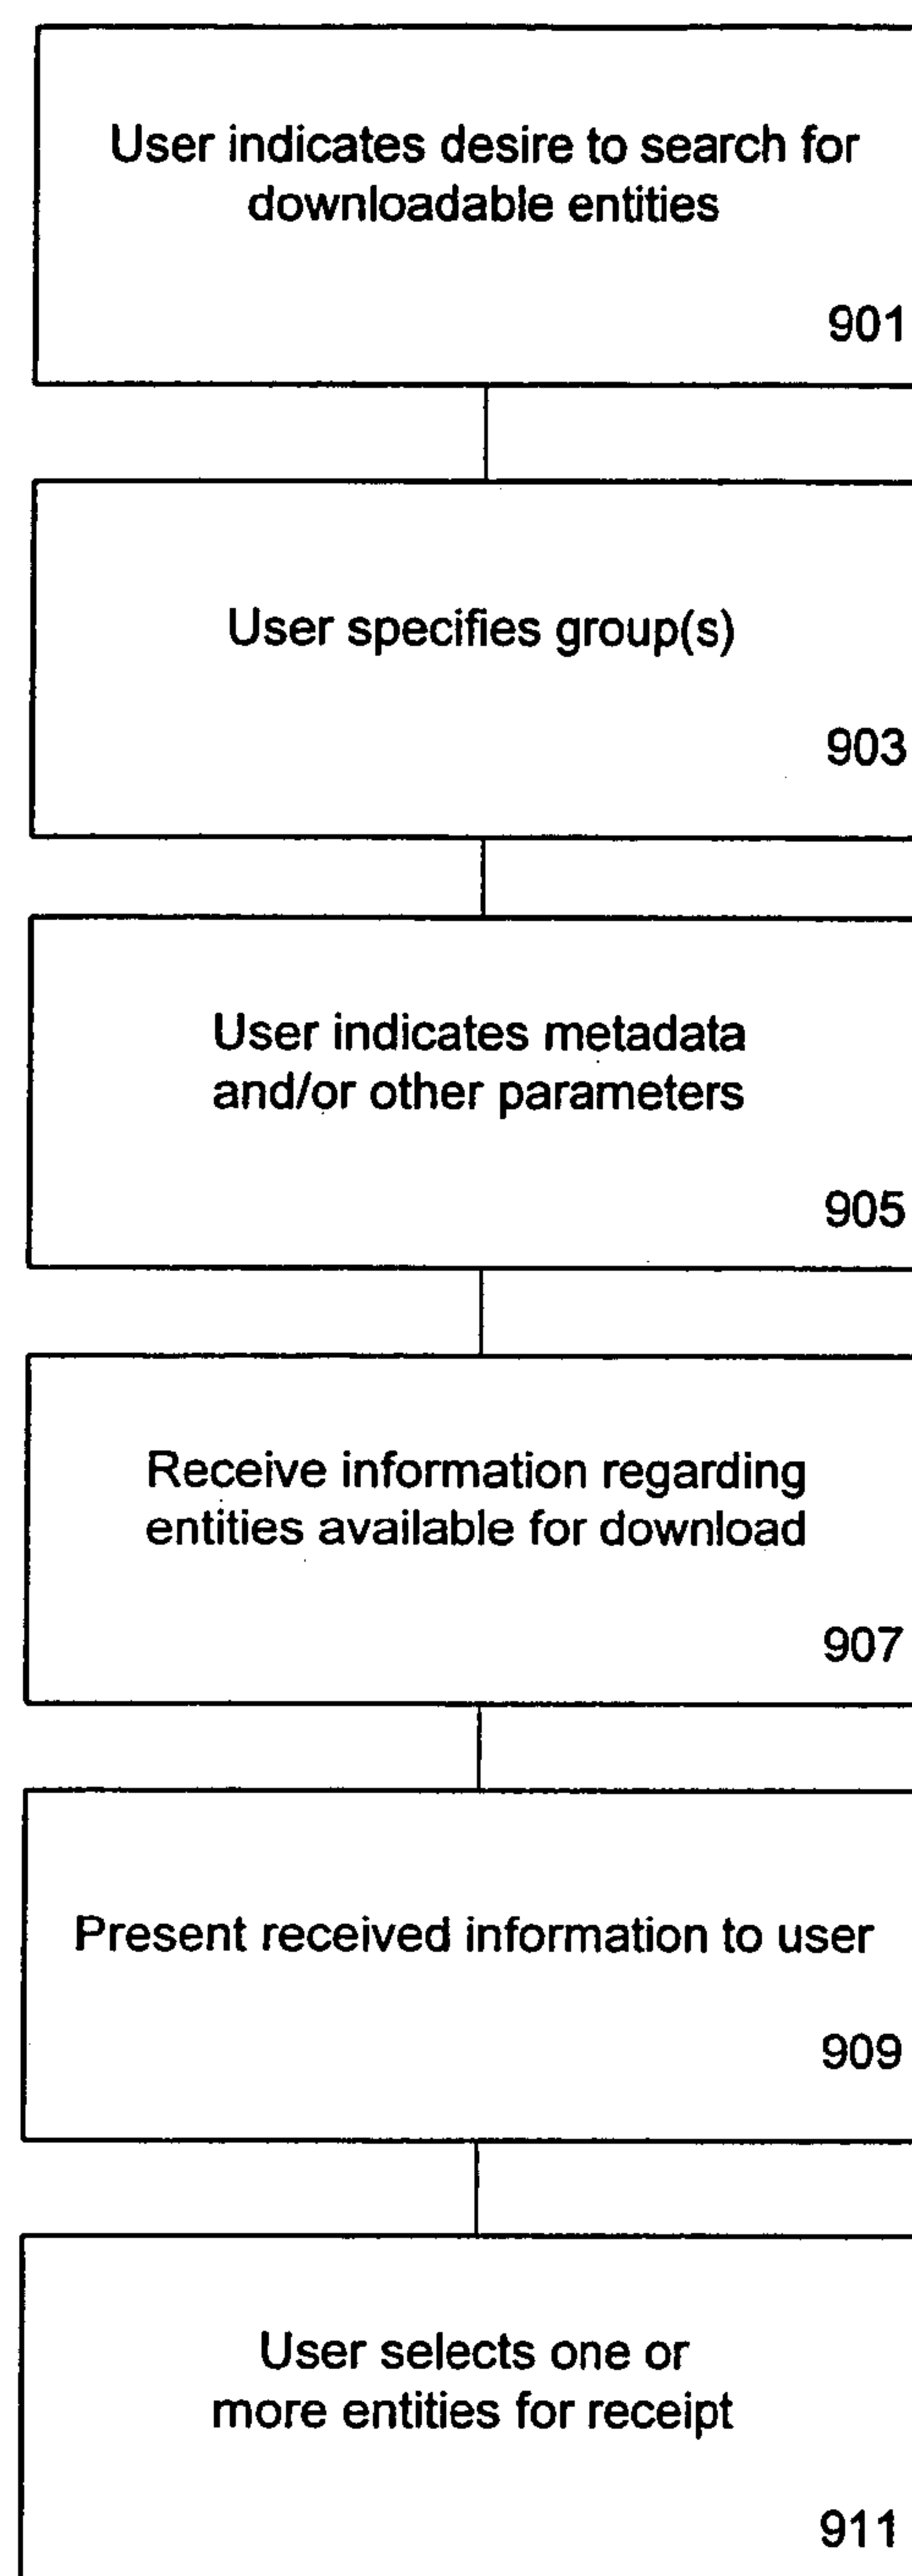 User indicates desire to search for
downloadable entities
901
User specifies group(s)
903
User indicates metadata
and/or other parameters
905
Receive information regarding
entities available for download
907
Present received information to user
909
User selects one or
more entities for receipt
911